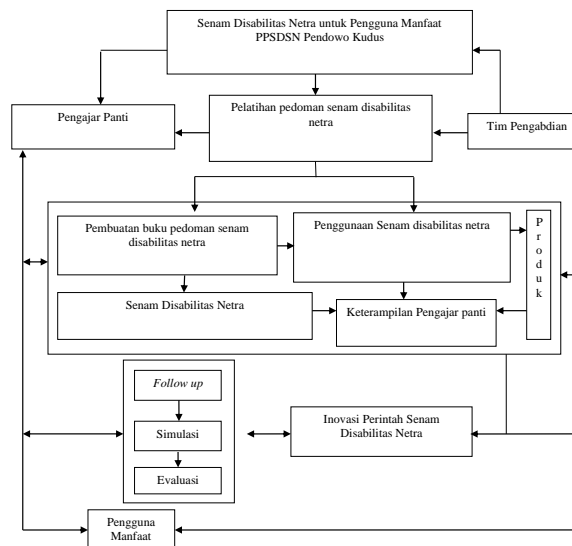 Senam Disabilitas Netra untuk Pengguna Manfaat
PPSDSN Pendowo Kudus
Pengajar Panti
Pelatihan pedoman senam disabilitas
netra
Tim Pengabdian
Pembuatan buku pedoman senam
disabilitas netra
Penggunaan Senam disabilitas netra
P
r
o
d
u
k
Senam Disabilitas Netra
Keterampilan Pengajar panti
Follow up
Simulasi
Evaluasi
Inovasi Perintah Senam
Disabilitas Netra
Pengguna
Manfaat